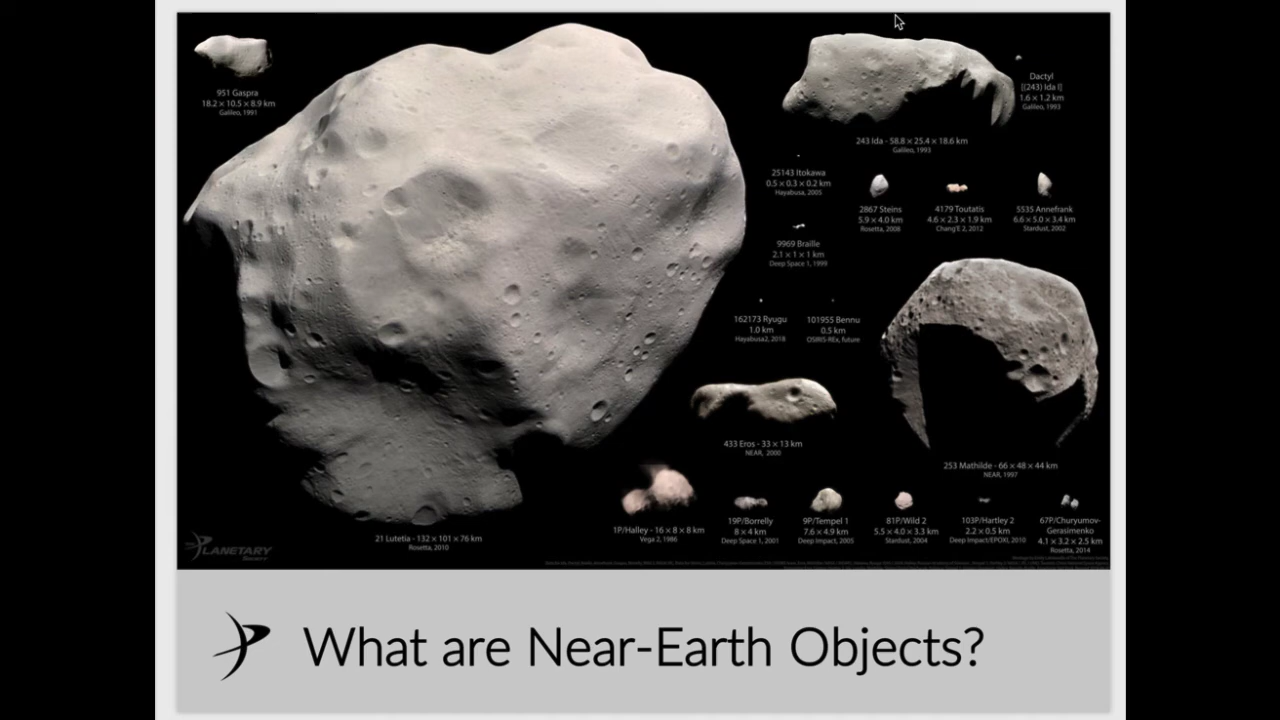 951 Gaspra
18.2 × 10.5 × 8.9 km
Galileo, 1991
Dactyl
[(243) Ida I]
1.6 × 1.2 km
Galileo, 1993
243 Ida - 58.8 × 25.4 × 18.6 km
Galileo, 1993
25143 Itokawa
0.5 × 0.3 × 0.2 km
Hayabusa, 2005
2867 Steins
5.9 × 4.0 km
Rosetta, 2008
4179 Toutatis
4.6 × 2.3 × 1.9 km
Chang'E 2, 2012
5535 Annefrank
6.6 × 5.0 × 3.4 km
Stardust, 2002
9969 Braille
2.1 × 1 × 1 km
Deep Space 1, 1999
162173 Ryugu
1.0 km
Hayabusa2, 2018
101955 Bennu
0.5 km
OSIRIS-REx, future
433 Eros - 33 × 13 km
NEAR, 2000
253 Mathilde - 66 × 48 × 44 km
NEAR, 1997
21 Lutetia - 132 × 101 × 76 km
Rosetta, 2010
1P/Halley - 16 × 8 × 8 km
Vega 2, 1986
19P/Borrelly
8 × 4 km
Deep Space 1, 2001
9P/Tempel 1
7.6 × 4.9 km
Deep Impact, 2005
81P/Wild 2
5.5 × 4.0 × 3.3 km
Stardust, 2004
103P/Hartley 2
2.2 × 0.5 km
Deep Impact/EPOXI, 2010
67P/Churyumov-
Gerasimenko
4.1 × 3.2 × 2.5 km
Rosetta, 2014
PLANETARY
SOCIETY
What are Near-Earth Objects?